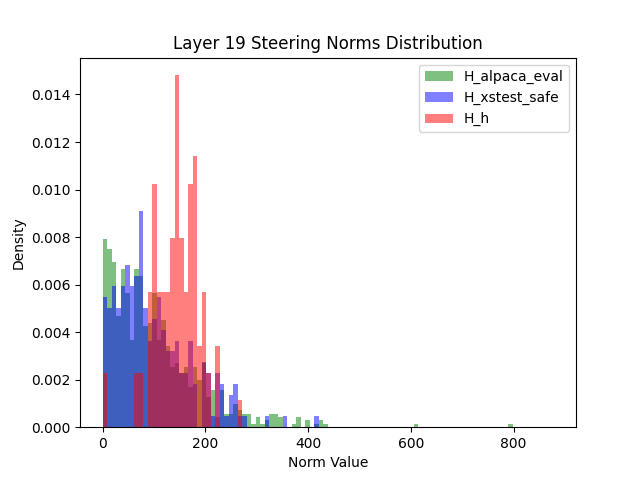 Layer 19 Steering Norms Distribution
H_alpaca_eval
H_xstest_safe
H_h
0.014
0.012
0.010
0.008
0.006
0.004
0.002
0.000
Density
0
200
400
600
800
Norm Value